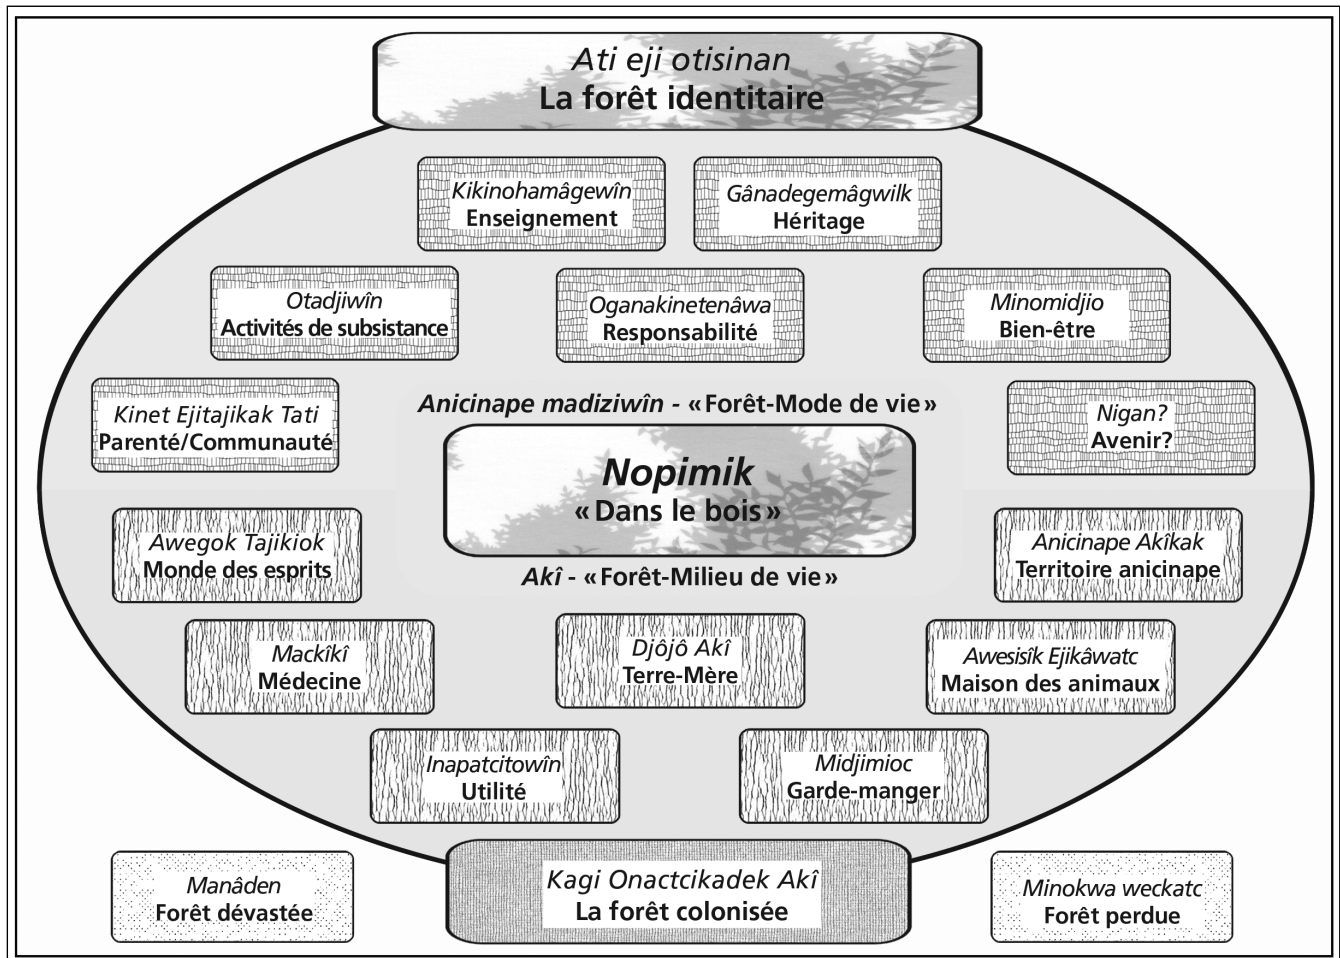 Ati eji otisinan
La forêt identitaire
Kikinohamâgewîn
Enseignement
Gânadegemâgwilk
Héritage
Otadjiwîn
Activités de subsistance
Oganakinetenâwa
Responsabilité
Minomidjio
Bien-être
Kinet Ejitajikak Tati
Parenté/Communauté
Anicinape madiziwîn - « Forêt-Mode de vie »
Nigan?
Avenir?
Nopimik
« Dans le bois »
Awegok Tajikiok
Monde des esprits
Anicinape Akîkak
Territoire anicinape
Akî - « Forêt-Milieu de vie »
Mackîkî
Médecine
Djôjô Akî
Terre-Mère
Awesisîk Ejikâwatc
Maison des animaux
Inapatcitowîn
Utilité
Midjimioc
Garde-manger
Manâden
Forêt dévastée
Kagi Onactcikadek Akî
La forêt colonisée
Minokwa weckatc
Forêt perdue